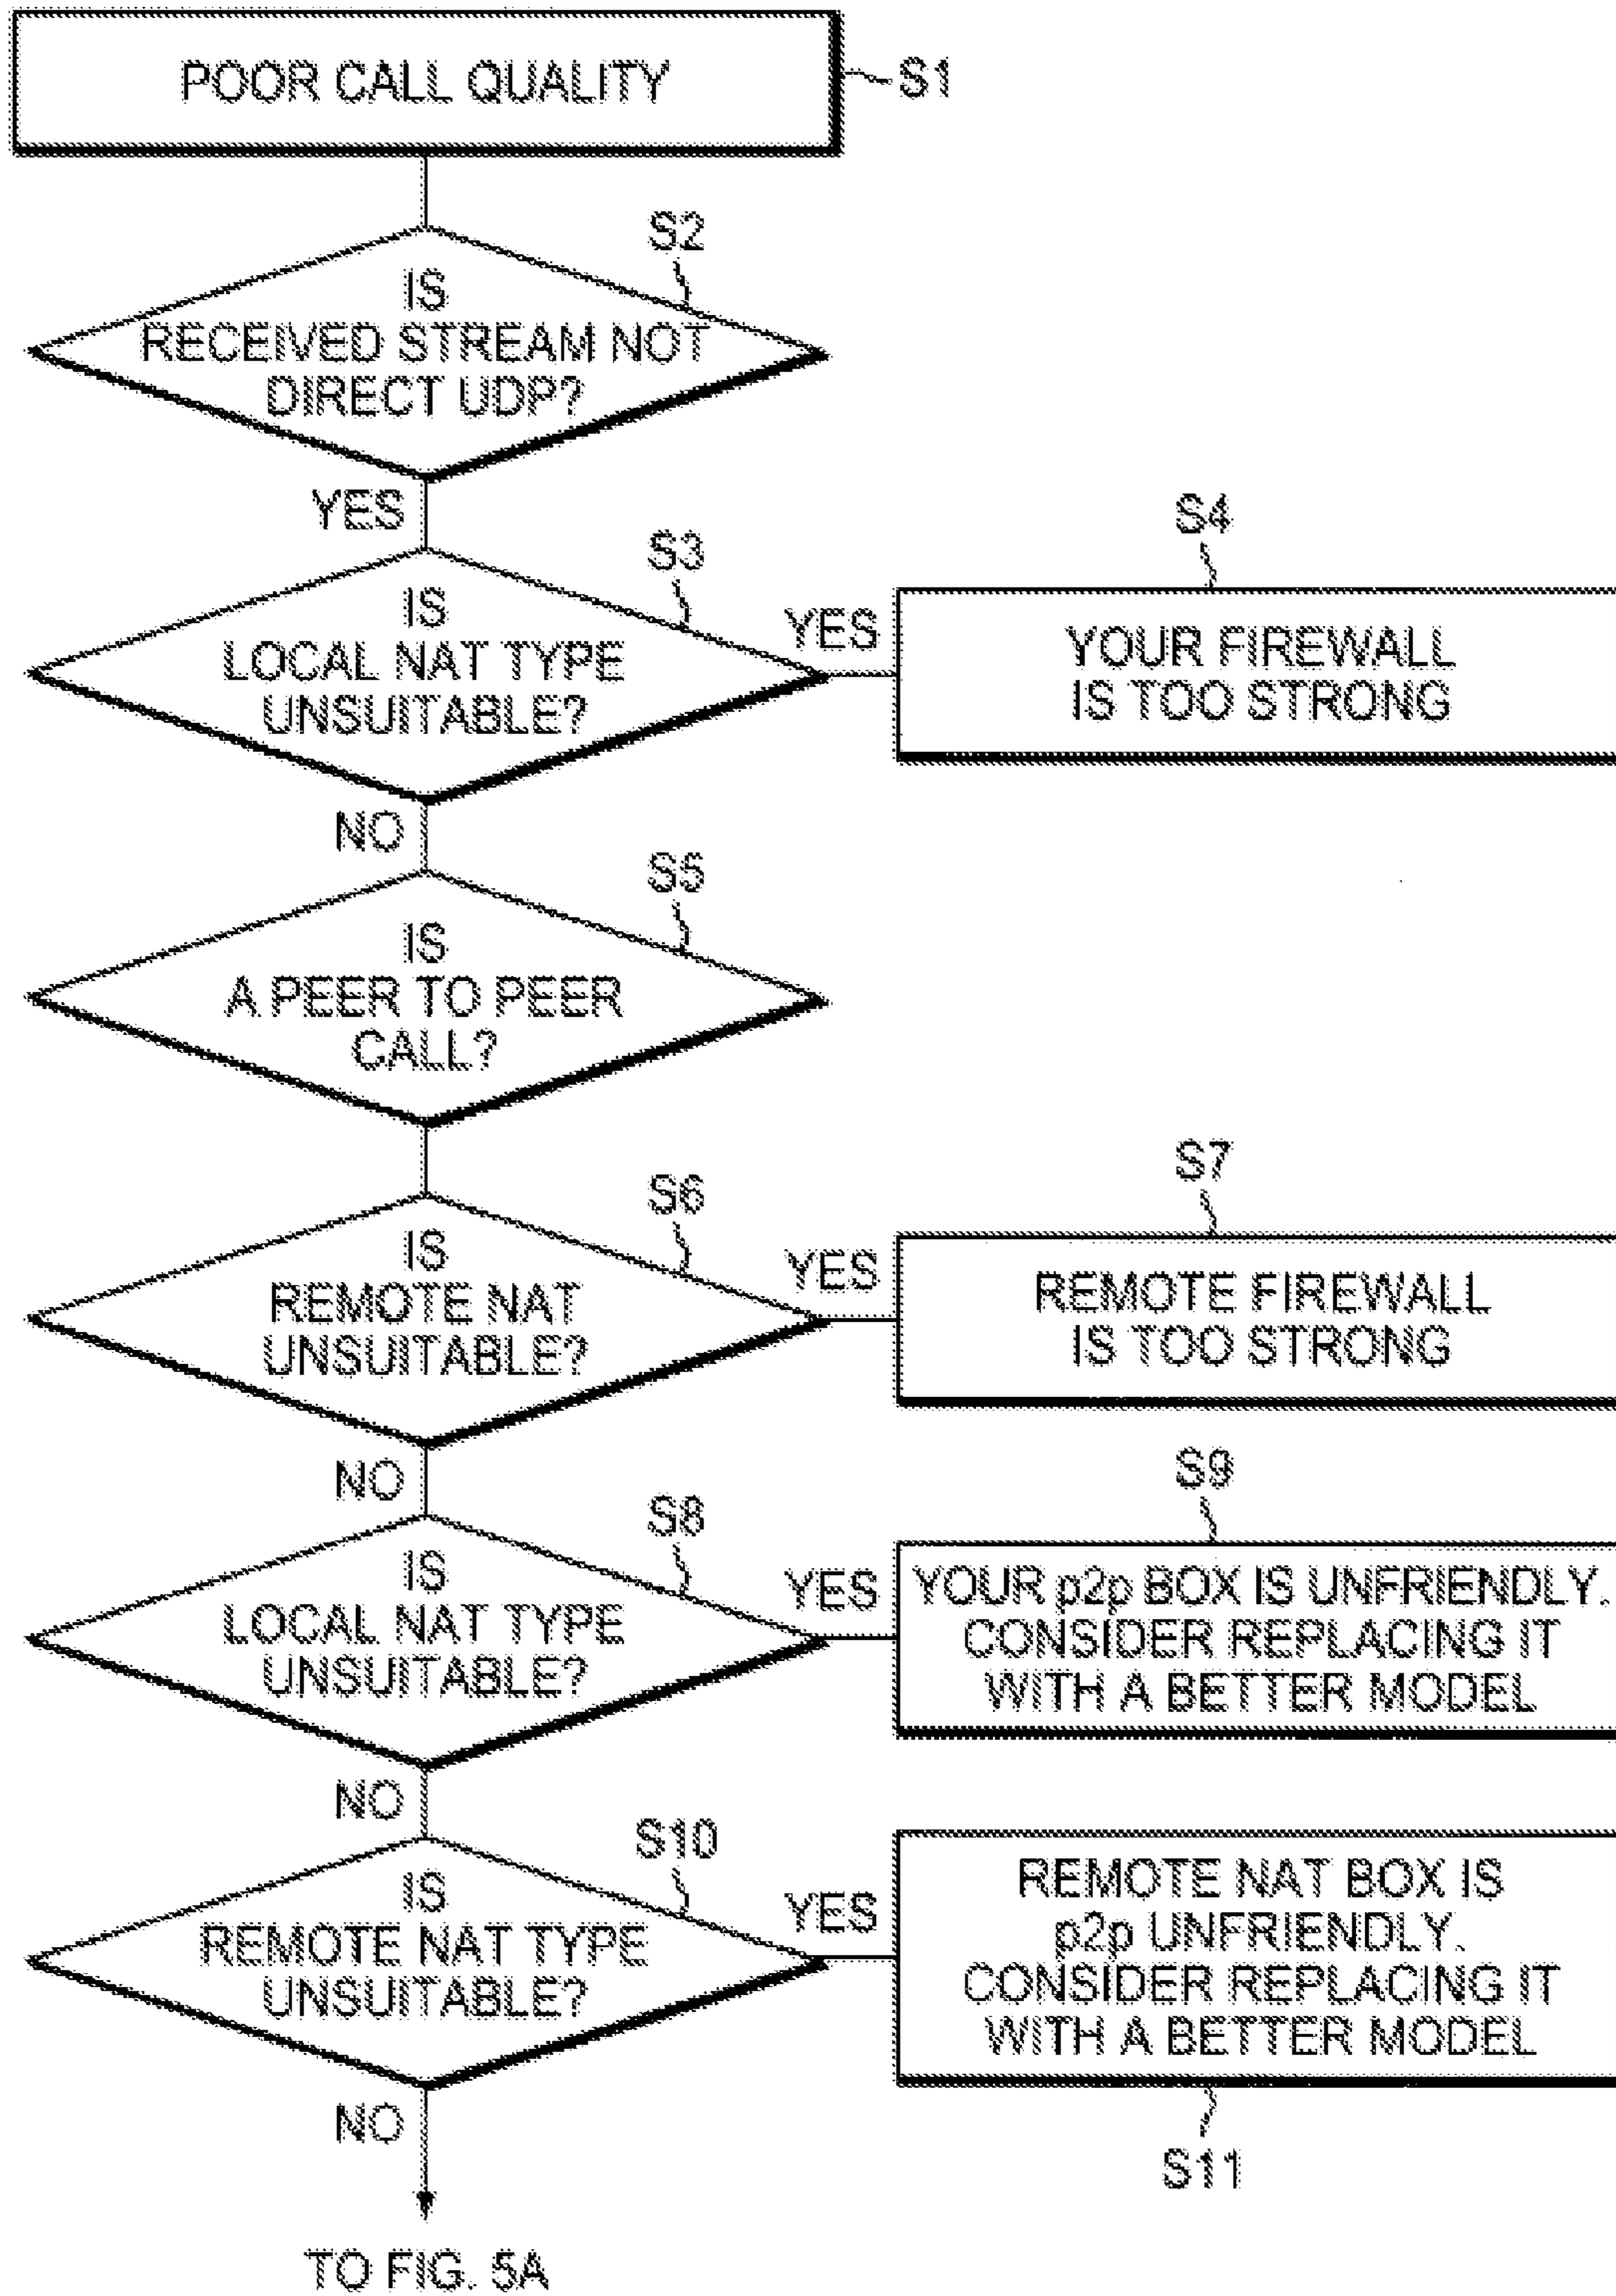 POOR CALL QUALITY
S1
S2
IS
RECEIVED STREAM NOT
DIRECT UDP?
YES
S3
IS
LOCAL NAT TYPE
UNSUITABLE?
YES
S4
YOUR FIREWALL
IS TOO STRONG
NO
S5
IS
A PEER TO PEER
CALL?
S6
IS
REMOTE NAT
UNSUITABLE?
YES
S7
REMOTE FIREWALL
IS TOO STRONG
NO
S8
IS
LOCAL NAT TYPE
UNSUITABLE?
YES
S9
YOUR p2p BOX IS UNFRIENDLY.
CONSIDER REPLACING IT
WITH A BETTER MODEL
NO
S10
IS
REMOTE NAT TYPE
UNSUITABLE?
YES
REMOTE NAT BOX IS
p2p UNFRIENDLY.
CONSIDER REPLACING IT
WITH A BETTER MODEL
S11
NO
TO FIG. 5A